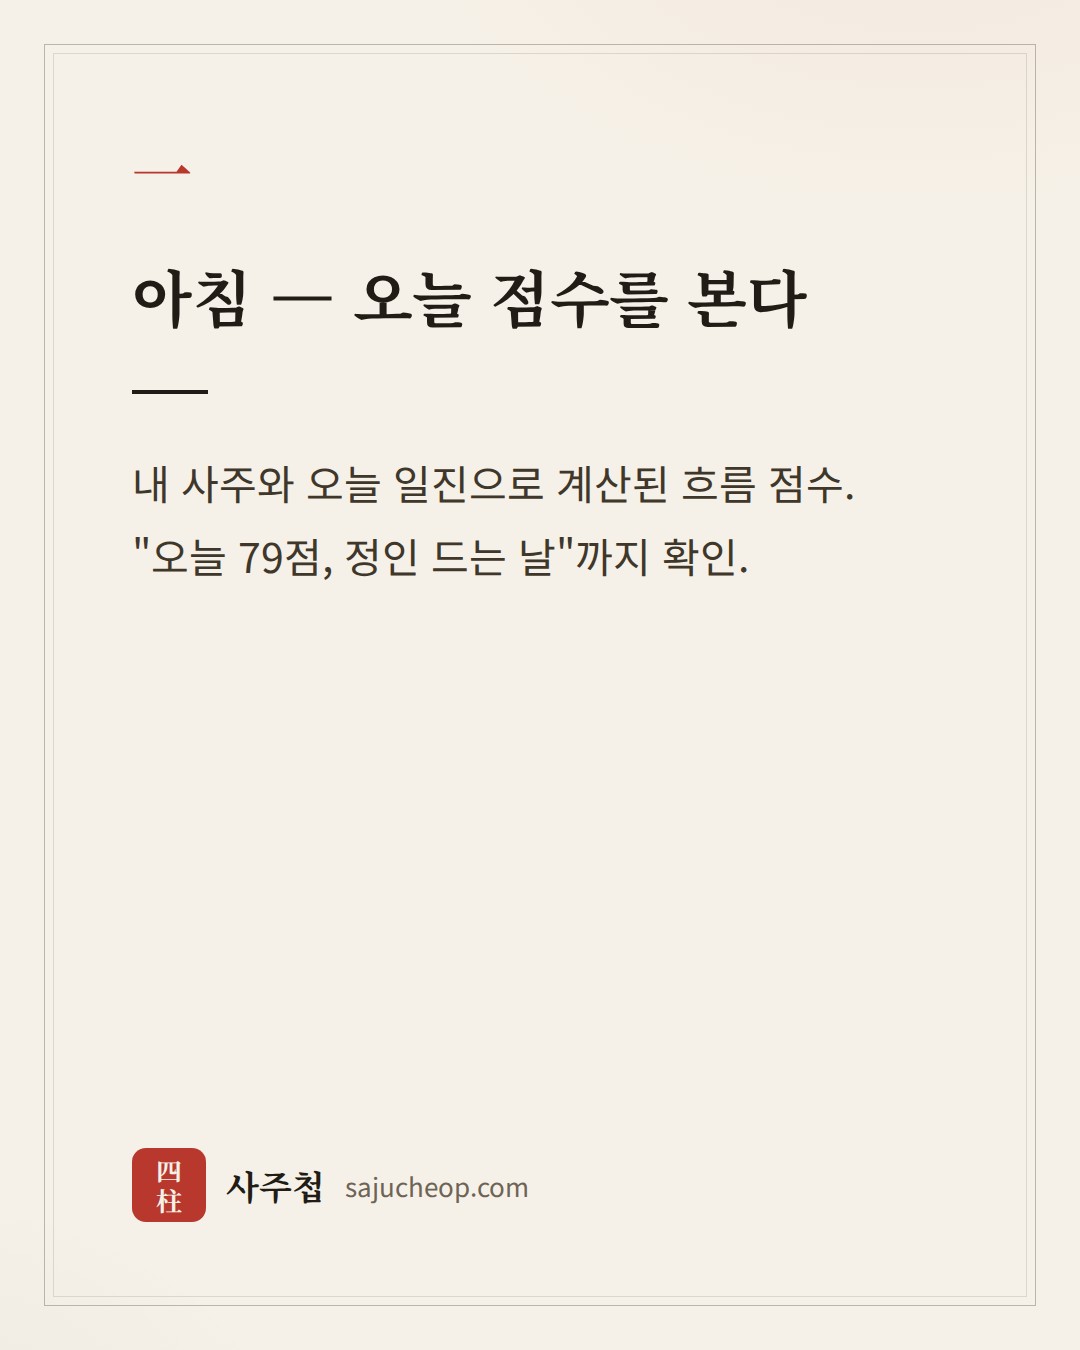 一
아침 — 오늘 점수를 본다
내 사주와 오늘 일진으로 계산된 흐름 점수.
"오늘 79점, 정인 드는 날"까지 확인.
四
柱
사주첩 sajucheop.com